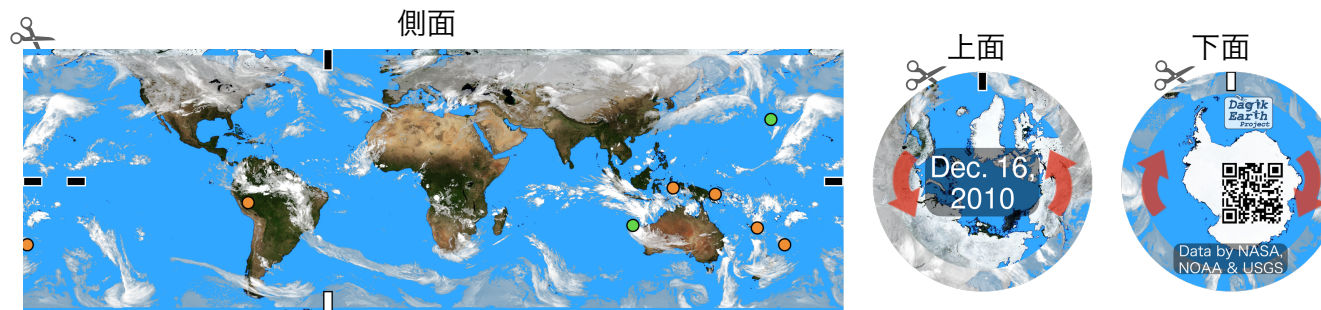 側面
上面
Dec. 16,
2010
下面
Dagik
Earth
Project
Data by NASA,
NOAA & USGS